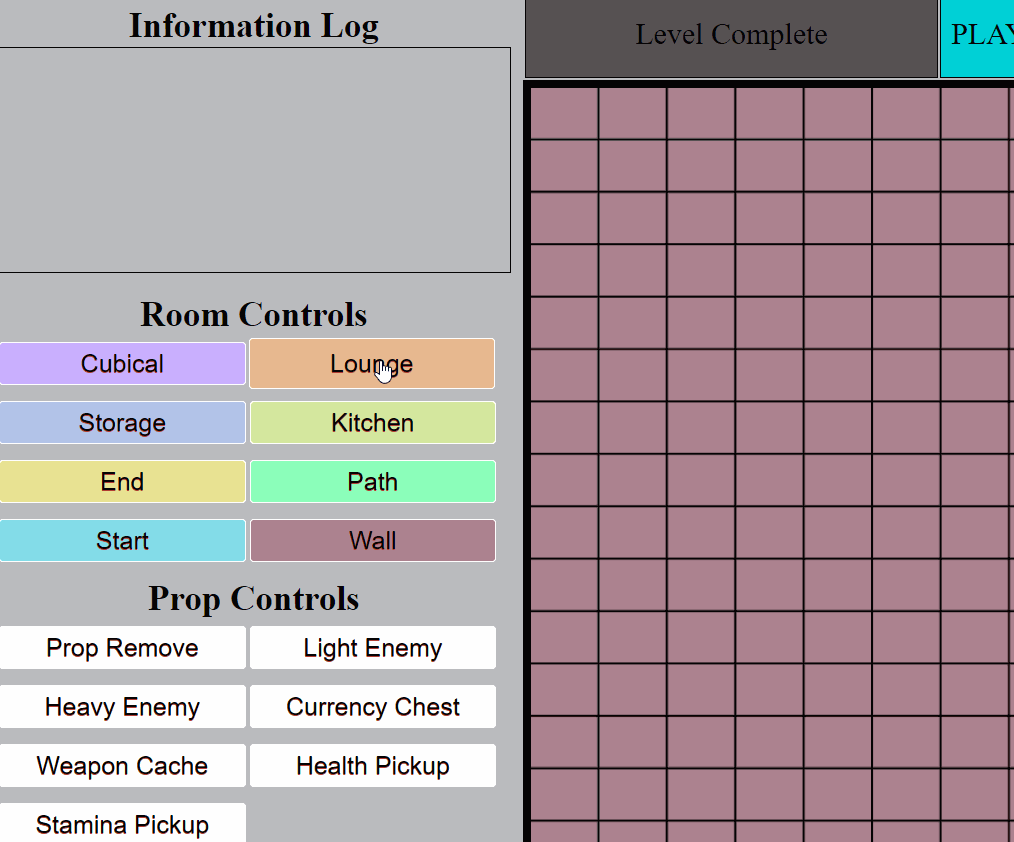 Information Log
Level Complete
PLAY
Room Controls
Cubical
Lounge
Storage
Kitchen
End
Path
Start
Wall
Prop Controls
Prop Remove
Light Enemy
Heavy Enemy
Currency Chest
Weapon Cache
Health Pickup
Stamina Pickup